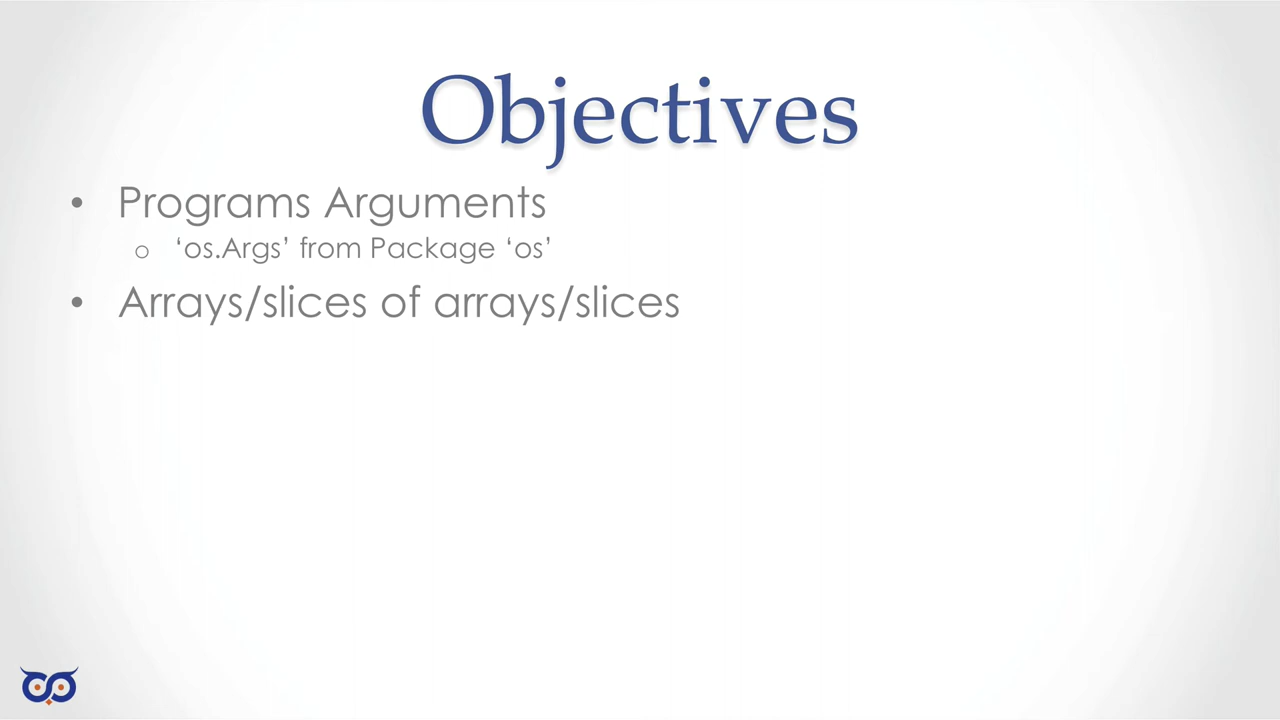 Objectives
• Programs Arguments
o ‘os.Args’ from Package ‘os’
• Arrays/slices of arrays/slices